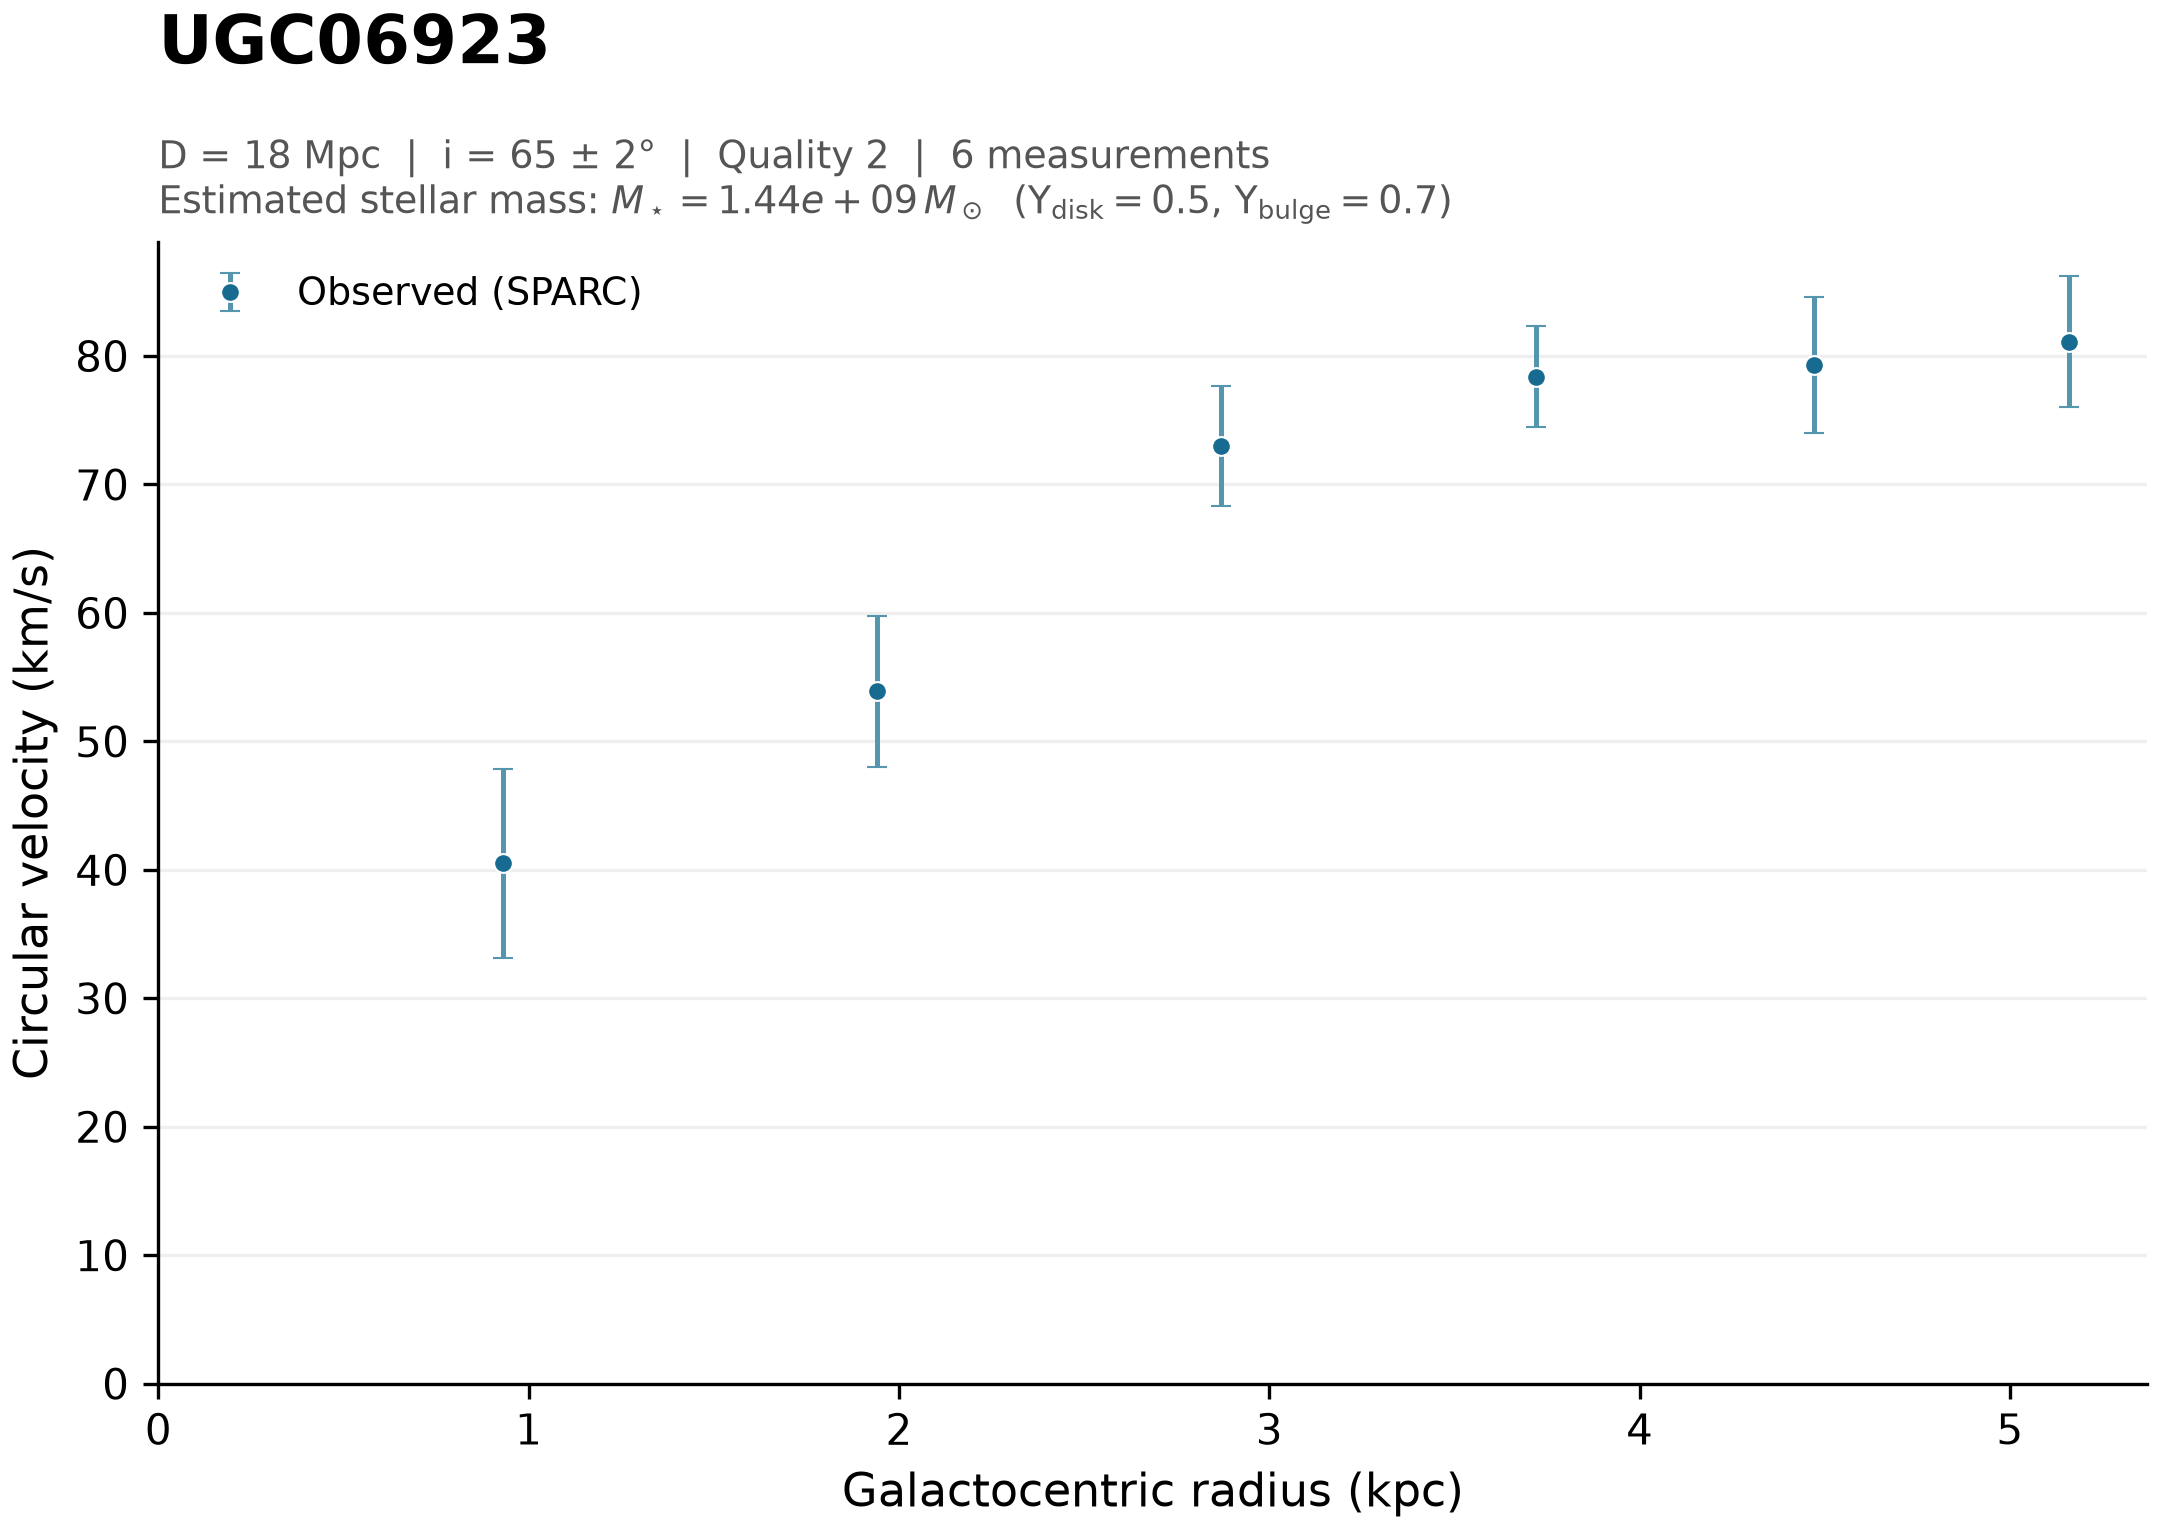 UGC06923
D = 18 Mpc | i = 65 ± 2° | Quality 2 | 6 measurements
Estimated stellar mass: M⋆ = 1.44e + 09 M⊙ (Υdisk = 0.5, Υbulge = 0.7)
Observed (SPARC)
80
70
60
50
40
30
20
10
0
Circular velocity (km/s)
0 1 2 3 4 5
Galactocentric radius (kpc)